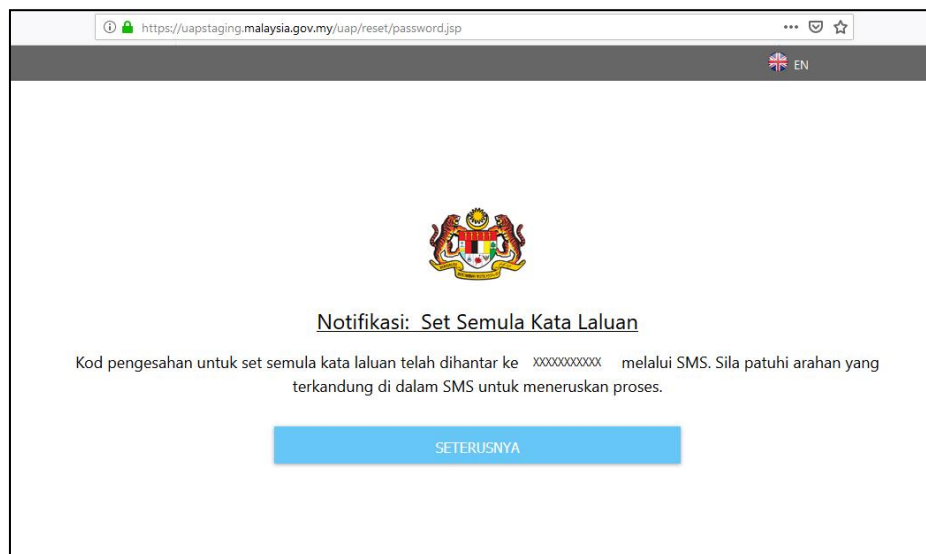 https://uapstaging.malaysia.gov.my/uap/reset/password.jsp
EN
Notifikasi: Set Semula Kata Laluan
Kod pengesahan untuk set semula kata laluan telah dihantar ke XXXXXXXXXXX melalui SMS. Sila patuhi arahan yang
terkandung di dalam SMS untuk meneruskan proses.
SETERUSNYA